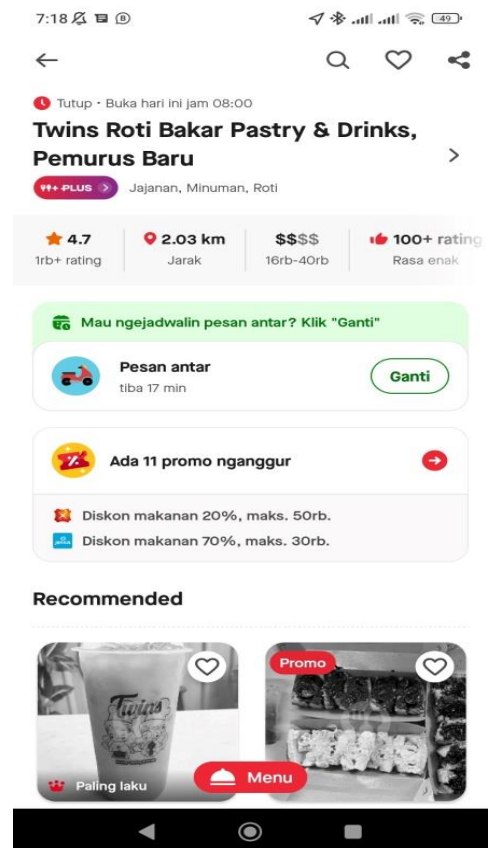 7:18
49
Tutup • Buka hari ini jam 08:00
Twins Roti Bakar Pastry & Drinks,
Pemurus Baru
PLUS
Jajanan, Minuman, Roti
4.7
1rb+ rating
2.03 km
Jarak
$$$$
16rb-40rb
100+ rating
Rasa enak
Mau ngejadwalin pesan antar? Klik "Ganti"
Pesan antar
tiba 17 min
Ganti
Ada 11 promo nganggur
Diskon makanan 20%, maks. 50rb.
Diskon makanan 70%, maks. 30rb.
Recommended
Twins
Promo
Paling laku
Menu